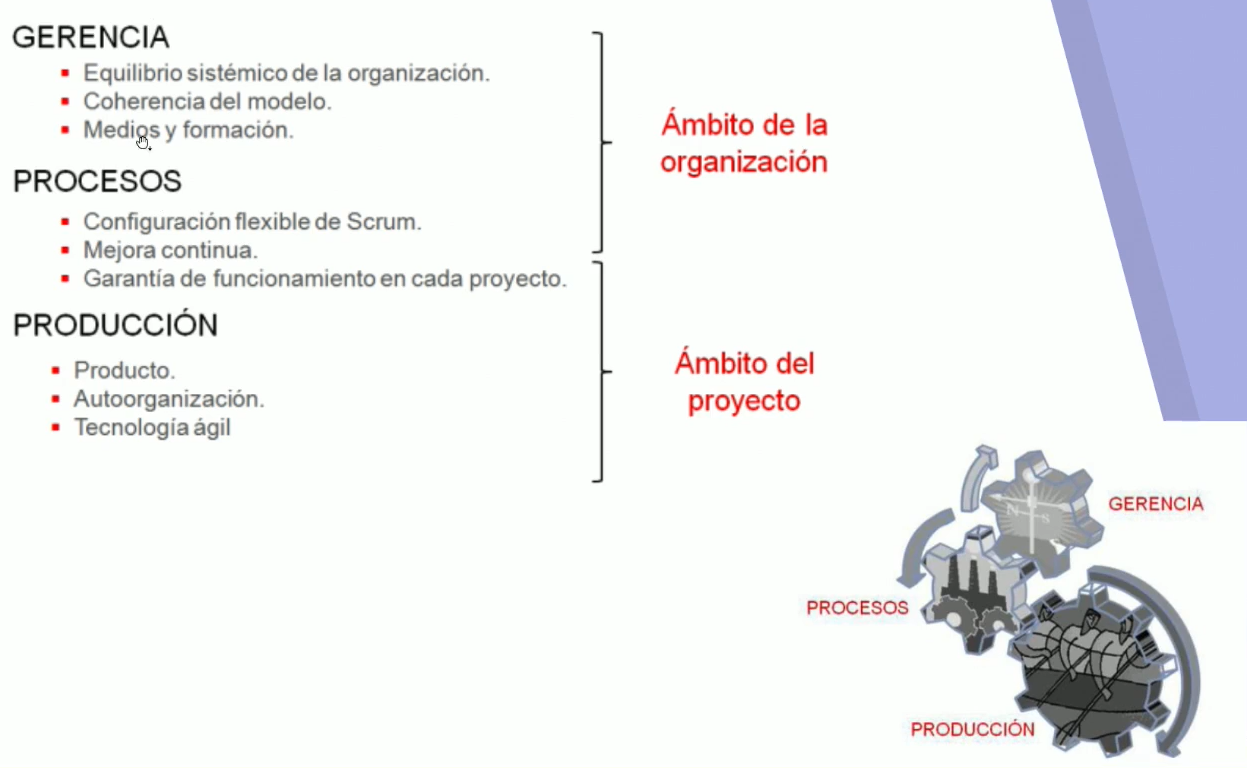 GERENCIA
Equilibrio sistémico de la organización.
Coherencia del modelo.
Medios y formación.
PROCESOS
Configuración flexible de Scrum.
Mejora continua.
Garantía de funcionamiento en cada proyecto.
PRODUCCIÓN
Producto.
Autoorganización.
Tecnología ágil
Ámbito de la
organización
Ámbito del
proyecto
GERENCIA
N S
PROCESOS
PRODUCCIÓN